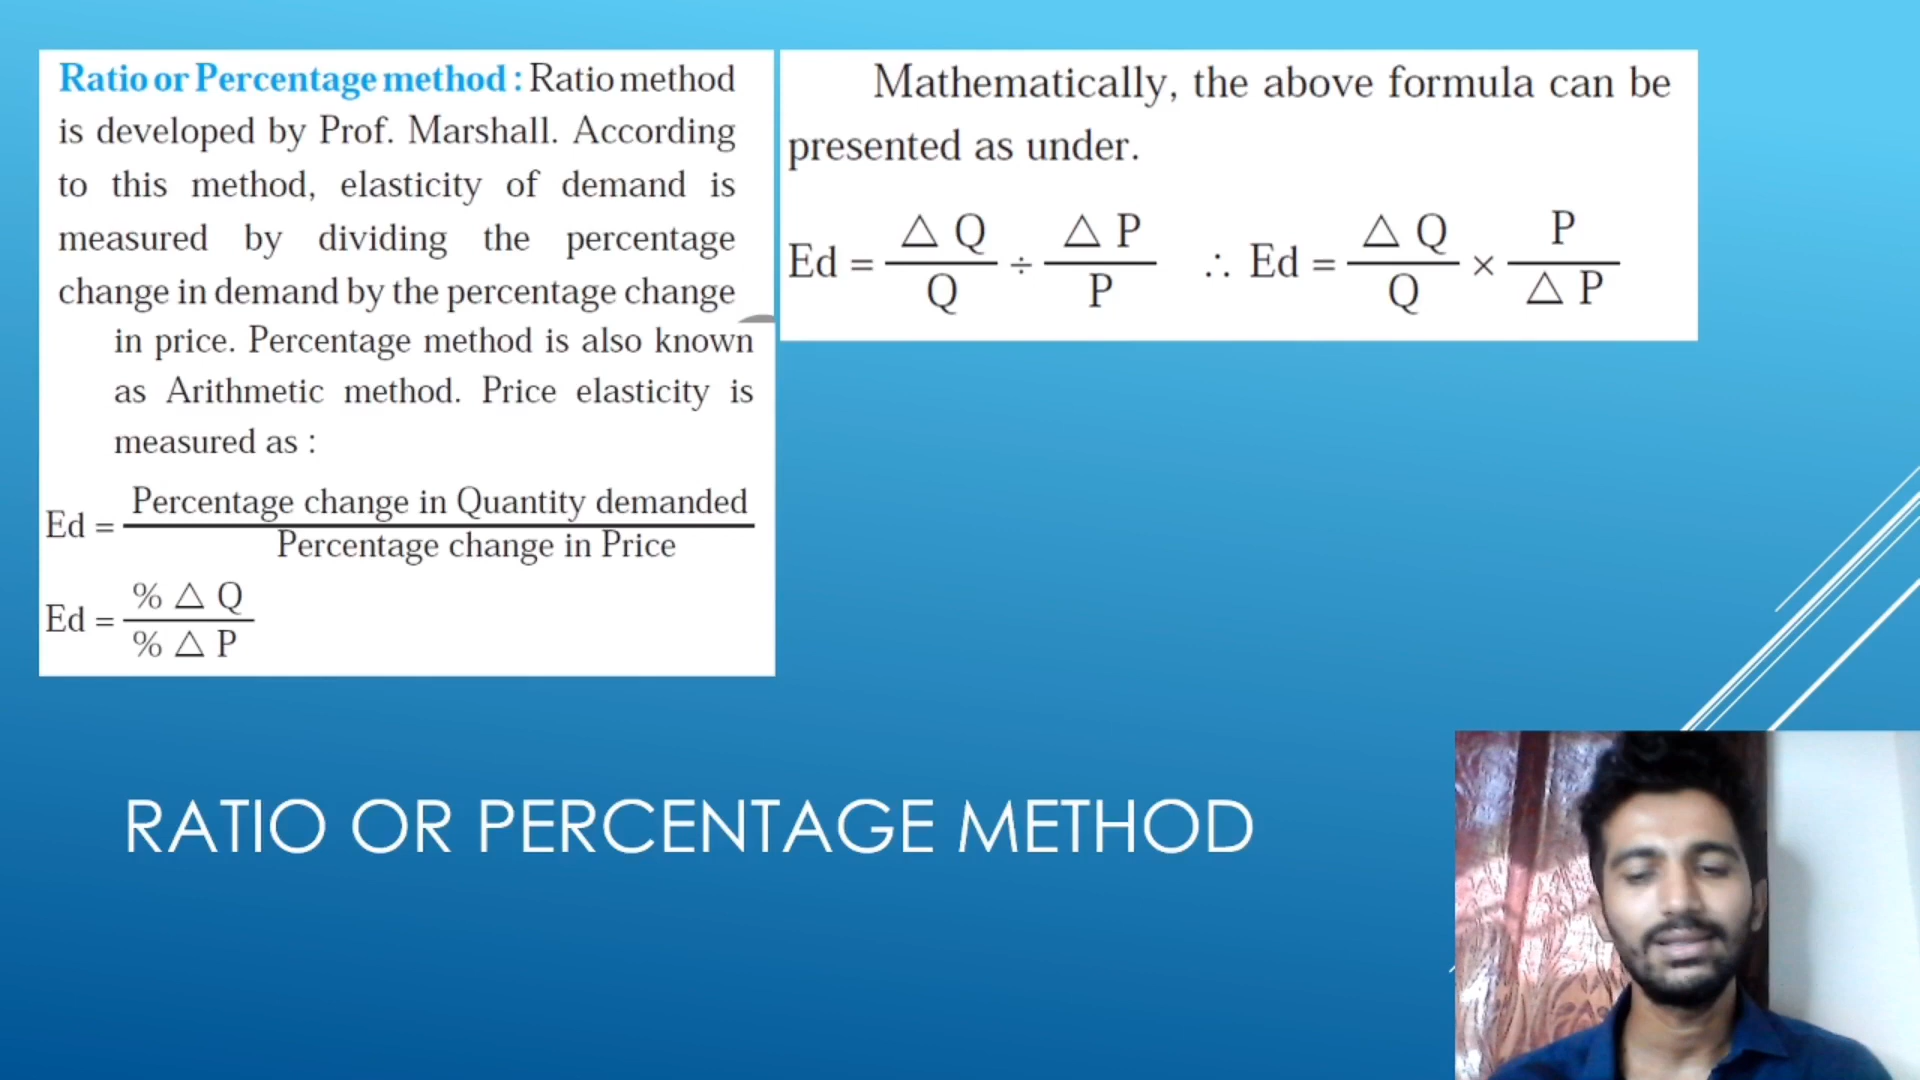 Ratio or Percentage method : Ratio method
is developed by Prof. Marshall. According
to this method, elasticity of demand is
measured by dividing the percentage
change in demand by the percentage change
in price. Percentage method is also known
as Arithmetic method. Price elasticity is
measured as :
Ed = Percentage change in Quantity demanded
Percentage change in Price
Ed = % △ Q
% △ P
Mathematically, the above formula can be
presented as under.
Ed = △ Q / Q ÷ △ P / P ∴ Ed = △ Q / Q × P / △ P
RATIO OR PERCENTAGE METHOD